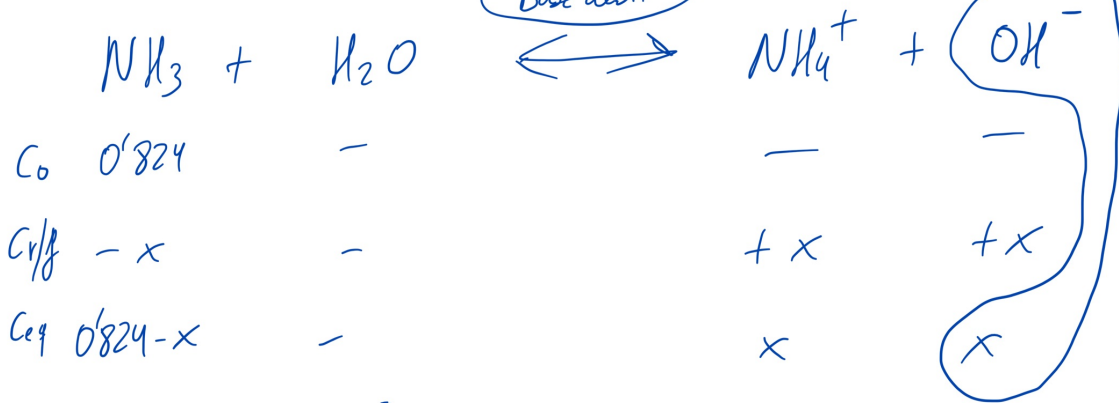 NH₃ + H₂O ⟷ NH₄⁺ + OH⁻
C₀ 0'824 – — —
Cr/f – x – + x + x
Ceq 0'824-x – x x